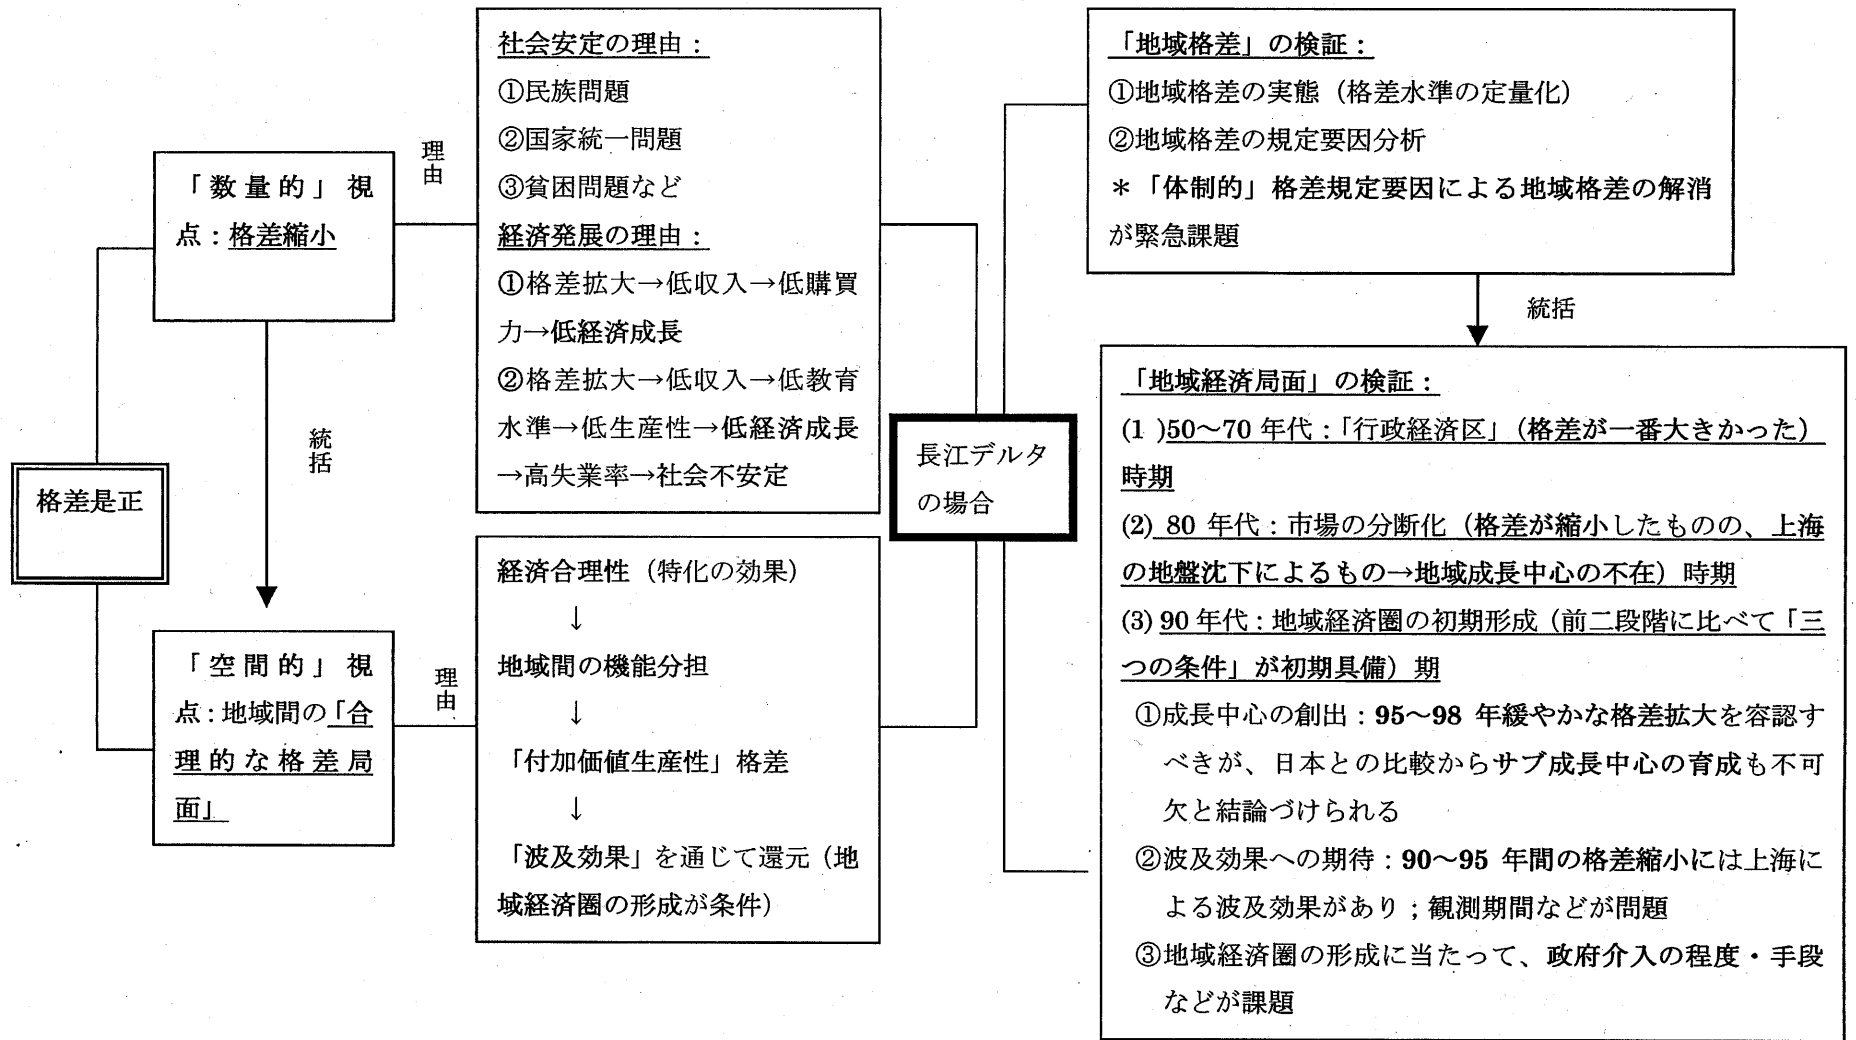 格差是正
「数量的」視
点：格差縮小
統括
「空間的」視
点：地域間の「合
理的な格差局
面」
理由
社会安定の理由：
①民族問題
②国家統一問題
③貧困問題など
経済発展の理由：
①格差拡大→低収入→低購買
力→低経済成長
②格差拡大→低収入→低教育
水準→低生産性→低経済成長
→高失業率→社会不安定
理由
経済合理性（特化の効果）
↓
地域間の機能分担
↓
「付加価値生産性」格差
↓
「波及効果」を通じて還元（地
域経済圏の形成が条件）
長江デルタ
の場合
「地域格差」の検証：
①地域格差の実態（格差水準の定量化）
②地域格差の規定要因分析
＊「体制的」格差規定要因による地域格差の解消
が緊急課題
統括
「地域経済局面」の検証：
(1 )50～70 年代：「行政経済区」（格差が一番大きかった）
時期
(2) 80 年代：市場の分断化（格差が縮小したものの、上海
の地盤沈下によるもの→地域成長中心の不在）時期
(3) 90 年代：地域経済圏の初期形成（前二段階に比べて「三
つの条件」が初期具備）期
①成長中心の創出：95～98 年緩やかな格差拡大を容認す
べきが、日本との比較からサブ成長中心の育成も不可
欠と結論づけられる
②波及効果への期待：90～95 年間の格差縮小には上海に
よる波及効果があり；観測期間などが問題
③地域経済圏の形成に当たって、政府介入の程度・手段
などが課題